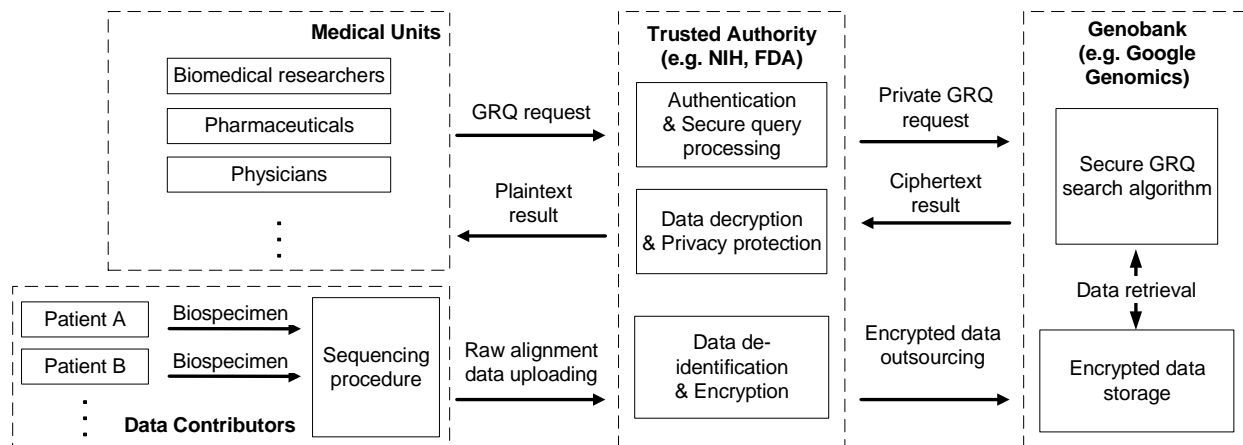 Medical Units
Biomedical researchers
Pharmaceuticals
Physicians
GRQ request
Plaintext
result
Trusted Authority
(e.g. NIH, FDA)
Authentication
& Secure query
processing
Data decryption
& Privacy protection
Private GRQ
request
Ciphertext
result
Genobank
(e.g. Google
Genomics)
Secure GRQ
search algorithm
Data retrieval
Patient A
Biospecimen
Patient B
Biospecimen
Sequencing
procedure
Data Contributors
Raw alignment
data uploading
Data de-
identification
& Encryption
Encrypted data
outsourcing
Encrypted data
storage